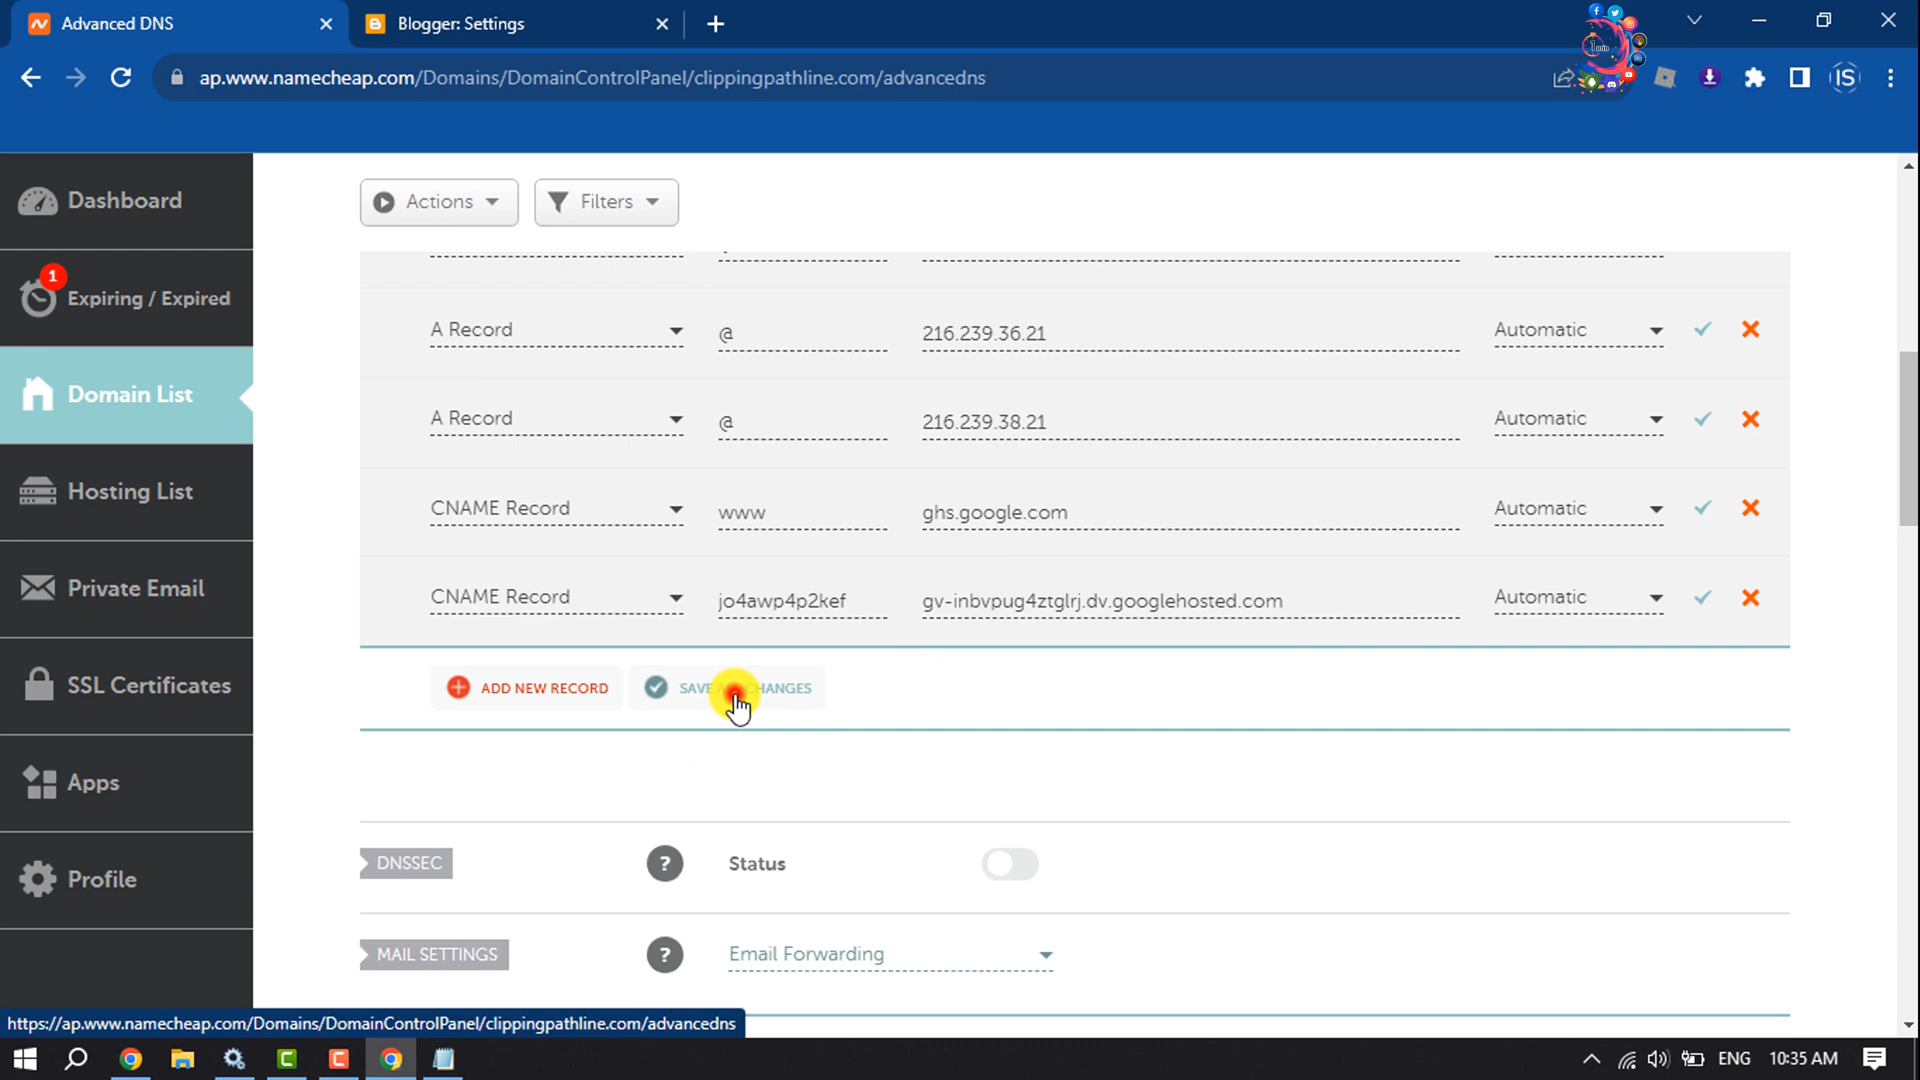 Advanced DNS
Blogger: Settings
ap.www.namecheap.com/Domains/DomainControlPanel/clippingpathline.com/advancedns
IS
Dashboard
1
Expiring / Expired
Domain List
Hosting List
Private Email
SSL Certificates
Apps
Profile
Actions
Filters
A Record @ 216.239.36.21 Automatic
A Record @ 216.239.38.21 Automatic
CNAME Record www ghs.google.com Automatic
CNAME Record jo4awp4p2kef gv-inbvpug4ztglrj.dv.googlehosted.com Automatic
ADD NEW RECORD
SAVE ALL CHANGES
DNSSEC ? Status
MAIL SETTINGS ? Email Forwarding
https://ap.www.namecheap.com/Domains/DomainControlPanel/clippingpathline.com/advancedns
ENG 10:35 AM